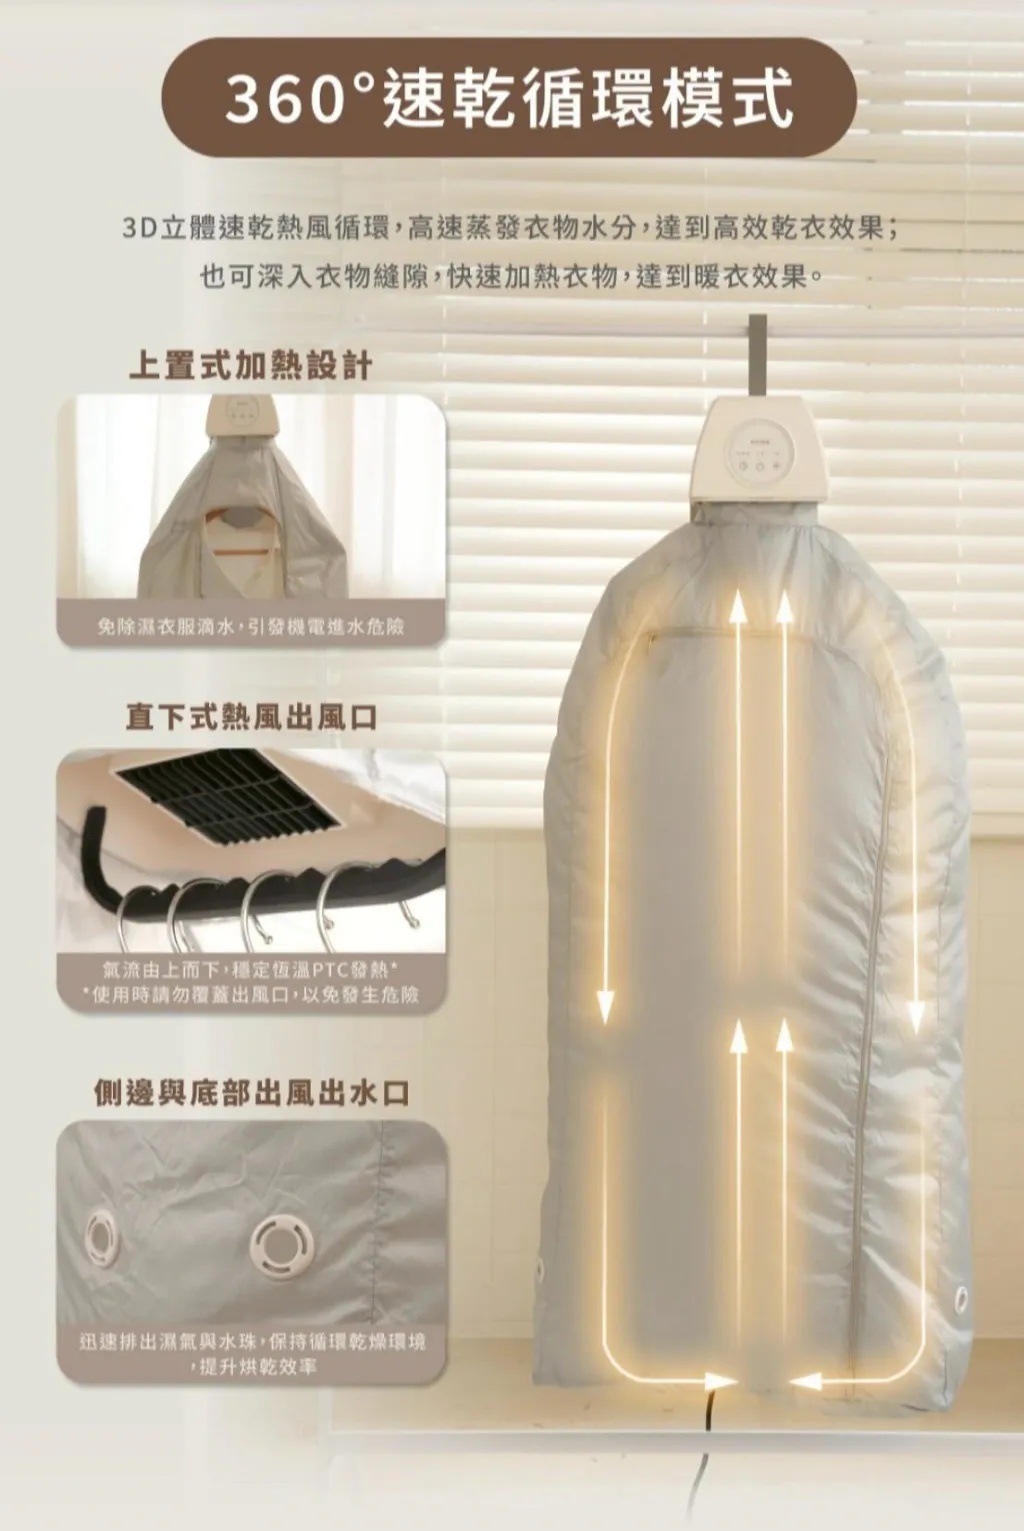 360°速乾循環模式
3D立體速乾熱風循環，高速蒸發衣物水分，達到高效乾衣效果；
也可深入衣物縫隙，快速加熱衣物，達到暖衣效果。
上置式加熱設計
免除濕衣服滴水，引發機電進水危險
直下式熱風出風口
氣流由上而下，穩定恆溫PTC發熱*
*使用時請勿覆蓋出風口，以免發生危險
側邊與底部出風出水口
迅速排出濕氣與水珠，保持循環乾燥環境
，提升烘乾效率